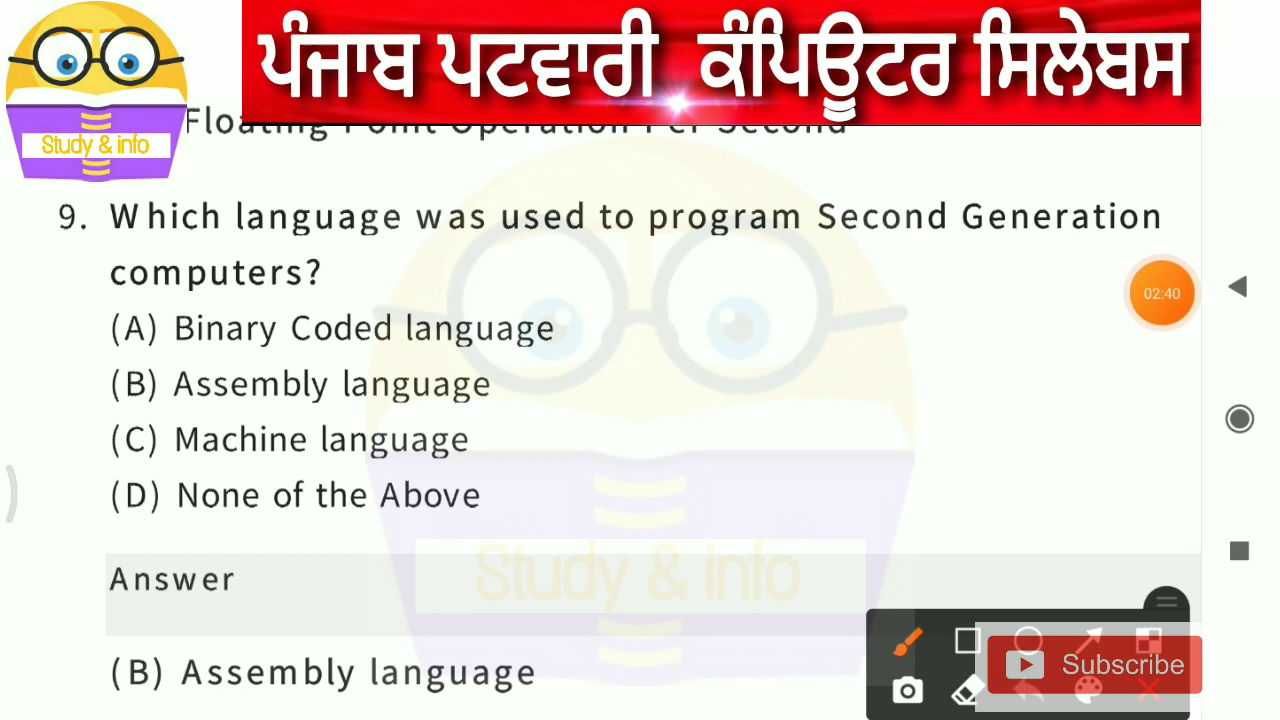 ਪੰਜਾਬ ਪਟਵਾਰੀ ਕੰਪਿਊਟਰ ਸਿਲੇਬਸ
Study & info
Floating Point Operation Per Second
9. Which language was used to program Second Generation
computers?
02:40
(A) Binary Coded language
(B) Assembly language
(C) Machine language
(D) None of the Above
Study & info
Answer
(B) Assembly language
Subscribe